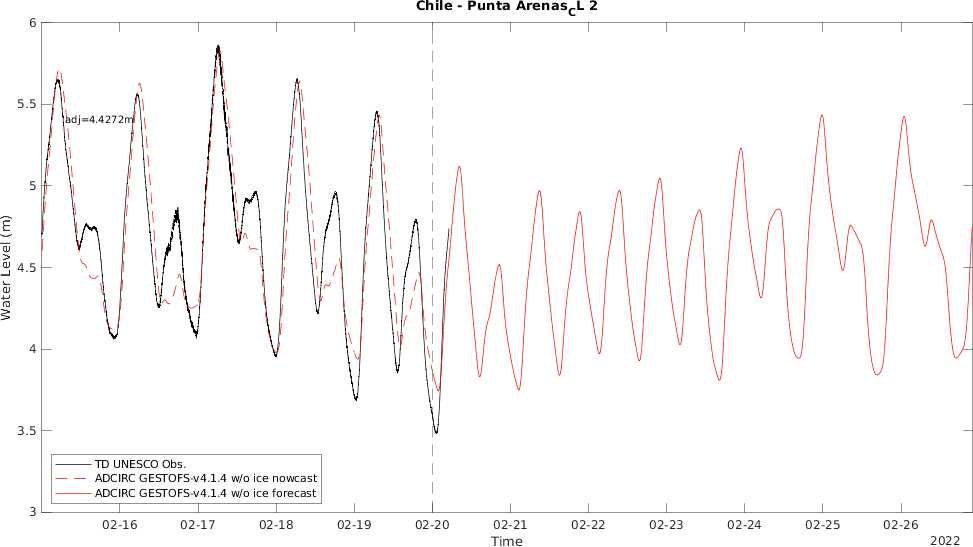 Chile - Punta ArenasCL 2
6
5.5
5
4.5
4
3.5
3
Water Level (m)
adj=4.4272m
TD UNESCO Obs.
ADCIRC GESTOFS-v4.1.4 w/o ice nowcast
ADCIRC GESTOFS-v4.1.4 w/o ice forecast
02-16 02-17 02-18 02-19 02-20 02-21 02-22 02-23 02-24 02-25 02-26
Time
2022